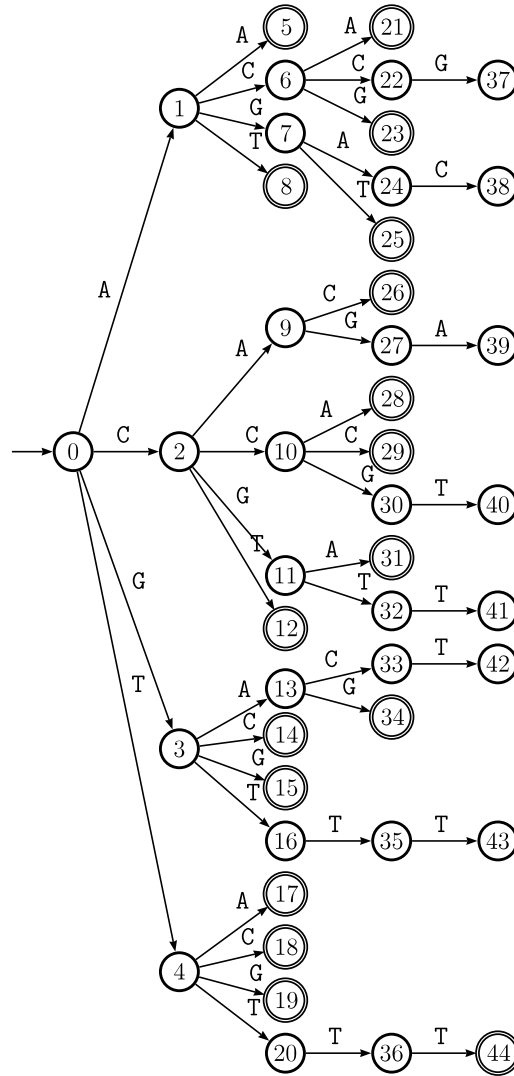 A 5 A 21
C 6 C 22 G 37
1 G G 23
T 7 A
8 T 24 C 38
25
A C 26
A 9 G 27 A 39
A 28
0 C 2 C 10 C 29
G 30 T 40
G
T A 31
11 T 32 T 41
G 12
C 33 T 42
T A 13 G 34
3 C 14
G 15
T 16 T 35 T 43
A 17
4 C 18
G 19
T 20 T 36 T 44